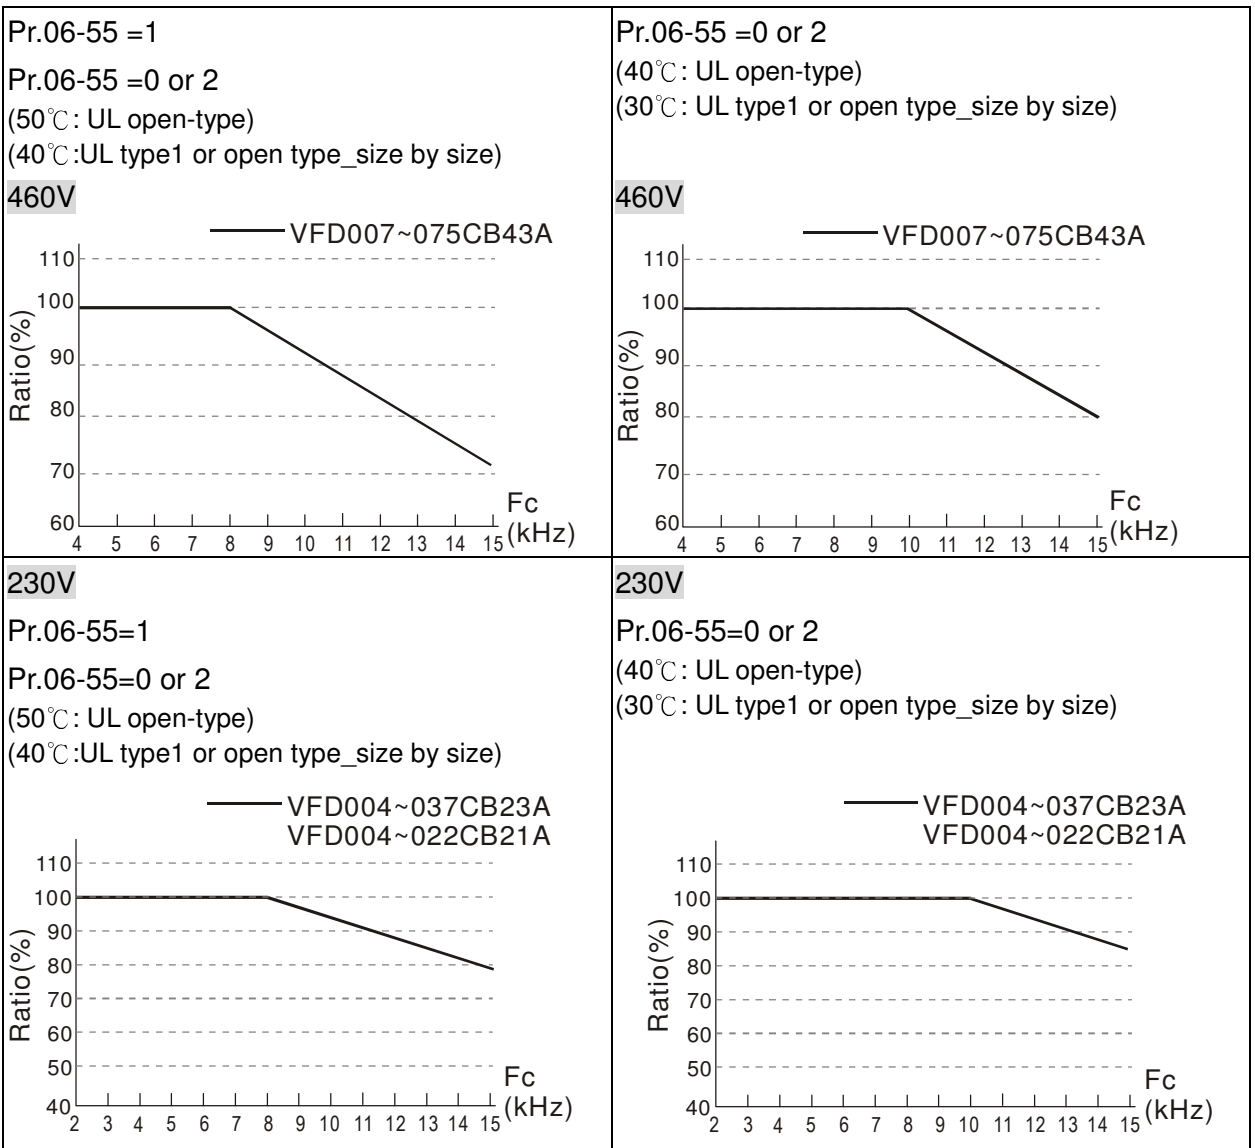 Pr.06-55 =1
Pr.06-55 =0 or 2
(50℃: UL open-type)
(40℃:UL type1 or open type_size by size)
460V
VFD007~075CB43A
110
100
90
80
70
60
Ratio(%)
4 5 6 7 8 9 10 11 12 13 14 15
Fc
(kHz)
Pr.06-55 =0 or 2
(40℃: UL open-type)
(30℃: UL type1 or open type_size by size)
460V
VFD007~075CB43A
110
100
90
80
70
60
Ratio(%)
4 5 6 7 8 9 10 11 12 13 14 15
Fc
(kHz)
230V
Pr.06-55=1
Pr.06-55=0 or 2
(50℃: UL open-type)
(40℃:UL type1 or open type_size by size)
VFD004~037CB23A
VFD004~022CB21A
110
100
90
80
70
60
50
40
Ratio(%)
2 3 4 5 6 7 8 9 10 11 12 13 14 15
Fc
(kHz)
230V
Pr.06-55=0 or 2
(40℃: UL open-type)
(30℃: UL type1 or open type_size by size)
VFD004~037CB23A
VFD004~022CB21A
110
100
90
80
70
60
50
40
Ratio(%)
2 3 4 5 6 7 8 9 10 11 12 13 14 15
Fc
(kHz)